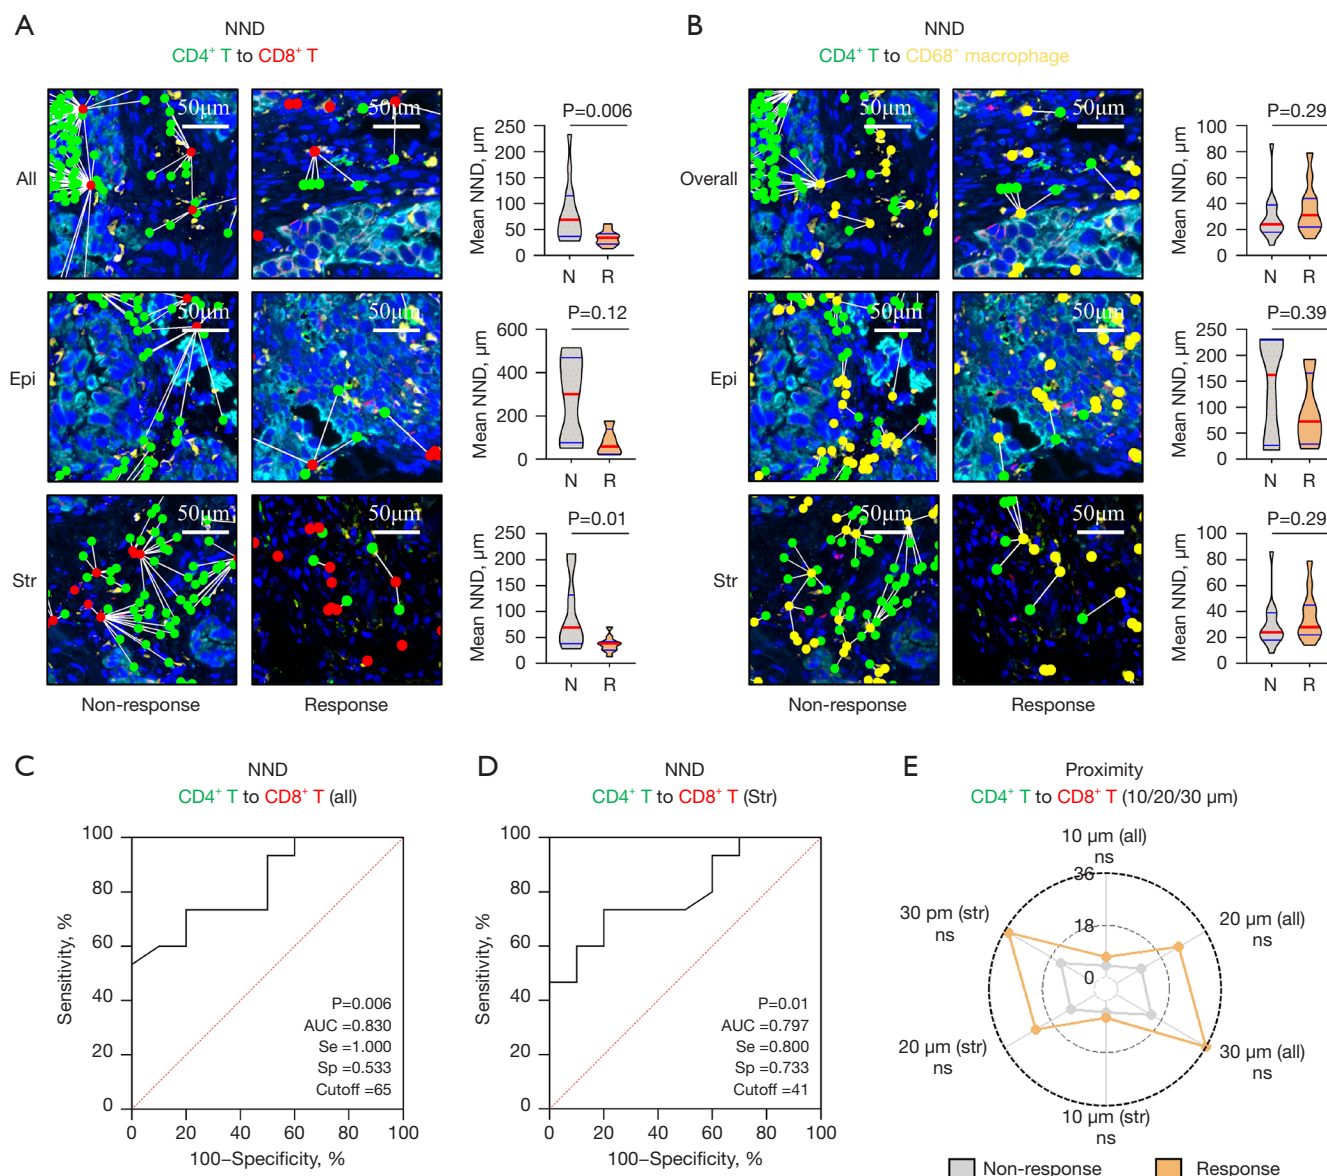 A
NND
CD4+ T to CD8+ T
All
50µm
50µm
P=0.006
Mean NND, µm
250
200
150
100
50
0
N
R
Epi
50µm
50µm
P=0.12
Mean NND, µm
600
400
200
0
N
R
Str
50µm
50µm
P=0.01
Mean NND, µm
250
200
150
100
50
0
N
R
Non-response
Response
B
NND
CD4+ T to CD68+ macrophage
Overall
50µm
50µm
P=0.29
Mean NND, µm
100
80
60
40
20
0
N
R
Epi
50µm
50µm
P=0.39
Mean NND, µm
250
200
150
100
50
0
N
R
Str
50µm
50µm
P=0.29
Mean NND, µm
100
80
60
40
20
0
N
R
Non-response
Response
C
NND
CD4+ T to CD8+ T (all)
Sensitivity, %
100
80
60
40
20
0
P=0.006
AUC =0.830
Se =1.000
Sp =0.533
Cutoff =65
0 20 40 60 80 100
100–Specificity, %
D
NND
CD4+ T to CD8+ T (Str)
Sensitivity, %
100
80
60
40
20
0
P=0.01
AUC =0.797
Se =0.800
Sp =0.733
Cutoff =41
0 20 40 60 80 100
100–Specificity, %
E
Proximity
CD4+ T to CD8+ T (10/20/30 µm)
10 µm (all)
ns
36
18
0
20 µm (all)
ns
30 µm (all)
ns
10 µm (str)
ns
20 µm (str)
ns
30 pm (str)
ns
Non-response
Response